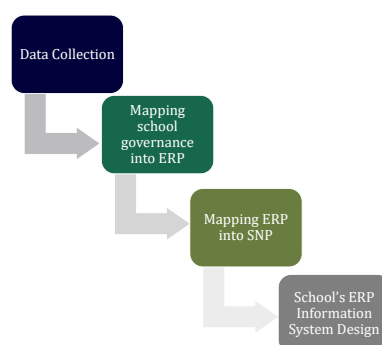 Data Collection
Mapping
school
governance
into ERP
Mapping ERP
into SNP
School’s ERP
Information
System Design